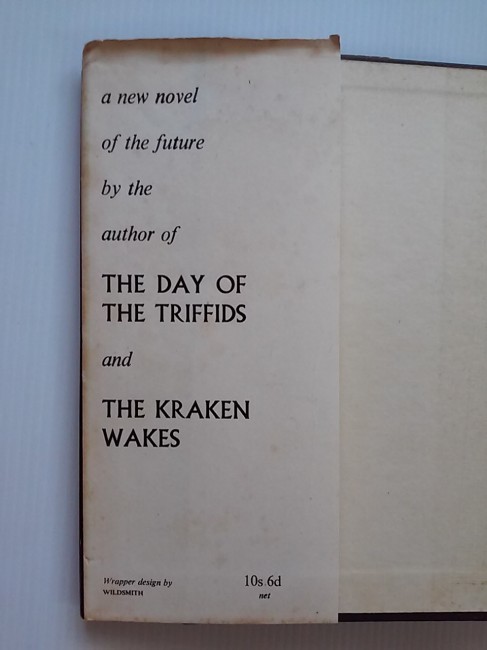 a new novel
of the future
by the
author of
THE DAY OF
THE TRIFFIDS
and
THE KRAKEN
WAKES
Wrapper design by
WILDSMITH
10s.6d
net